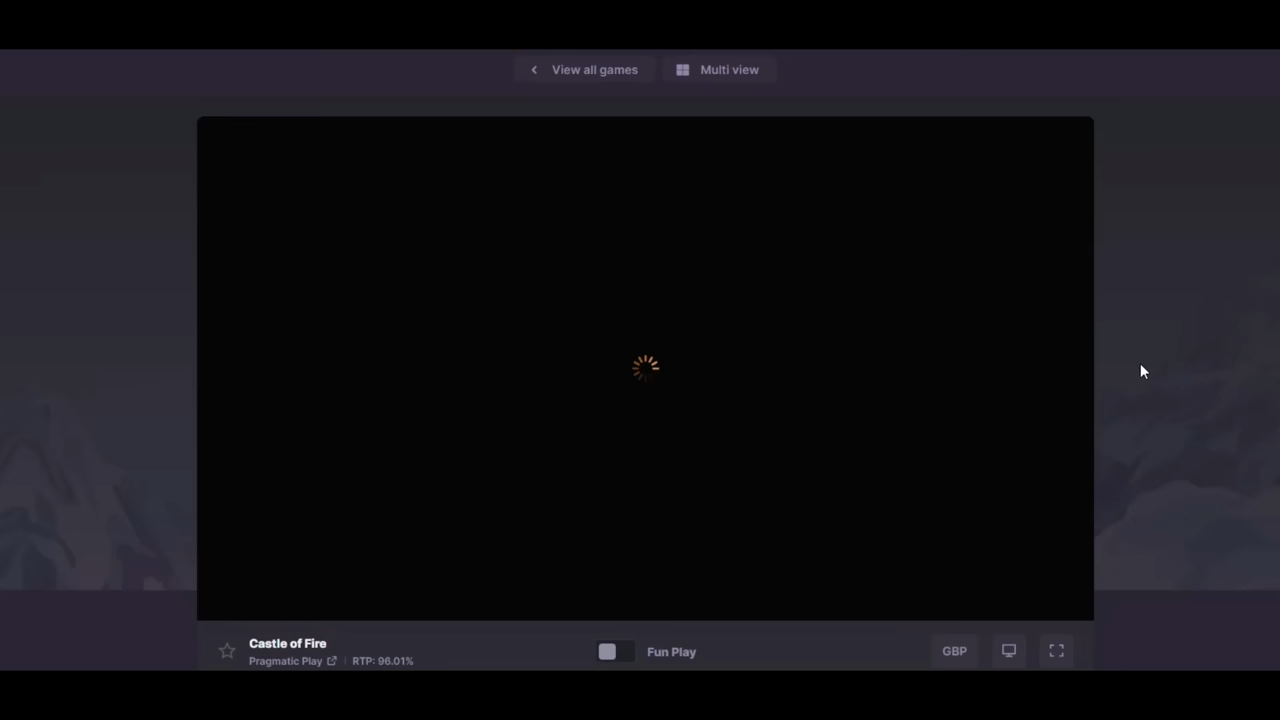 View all games
Multi view
Castle of Fire
Fun Play
GBP
Pragmatic Play
RTP: 96.01%